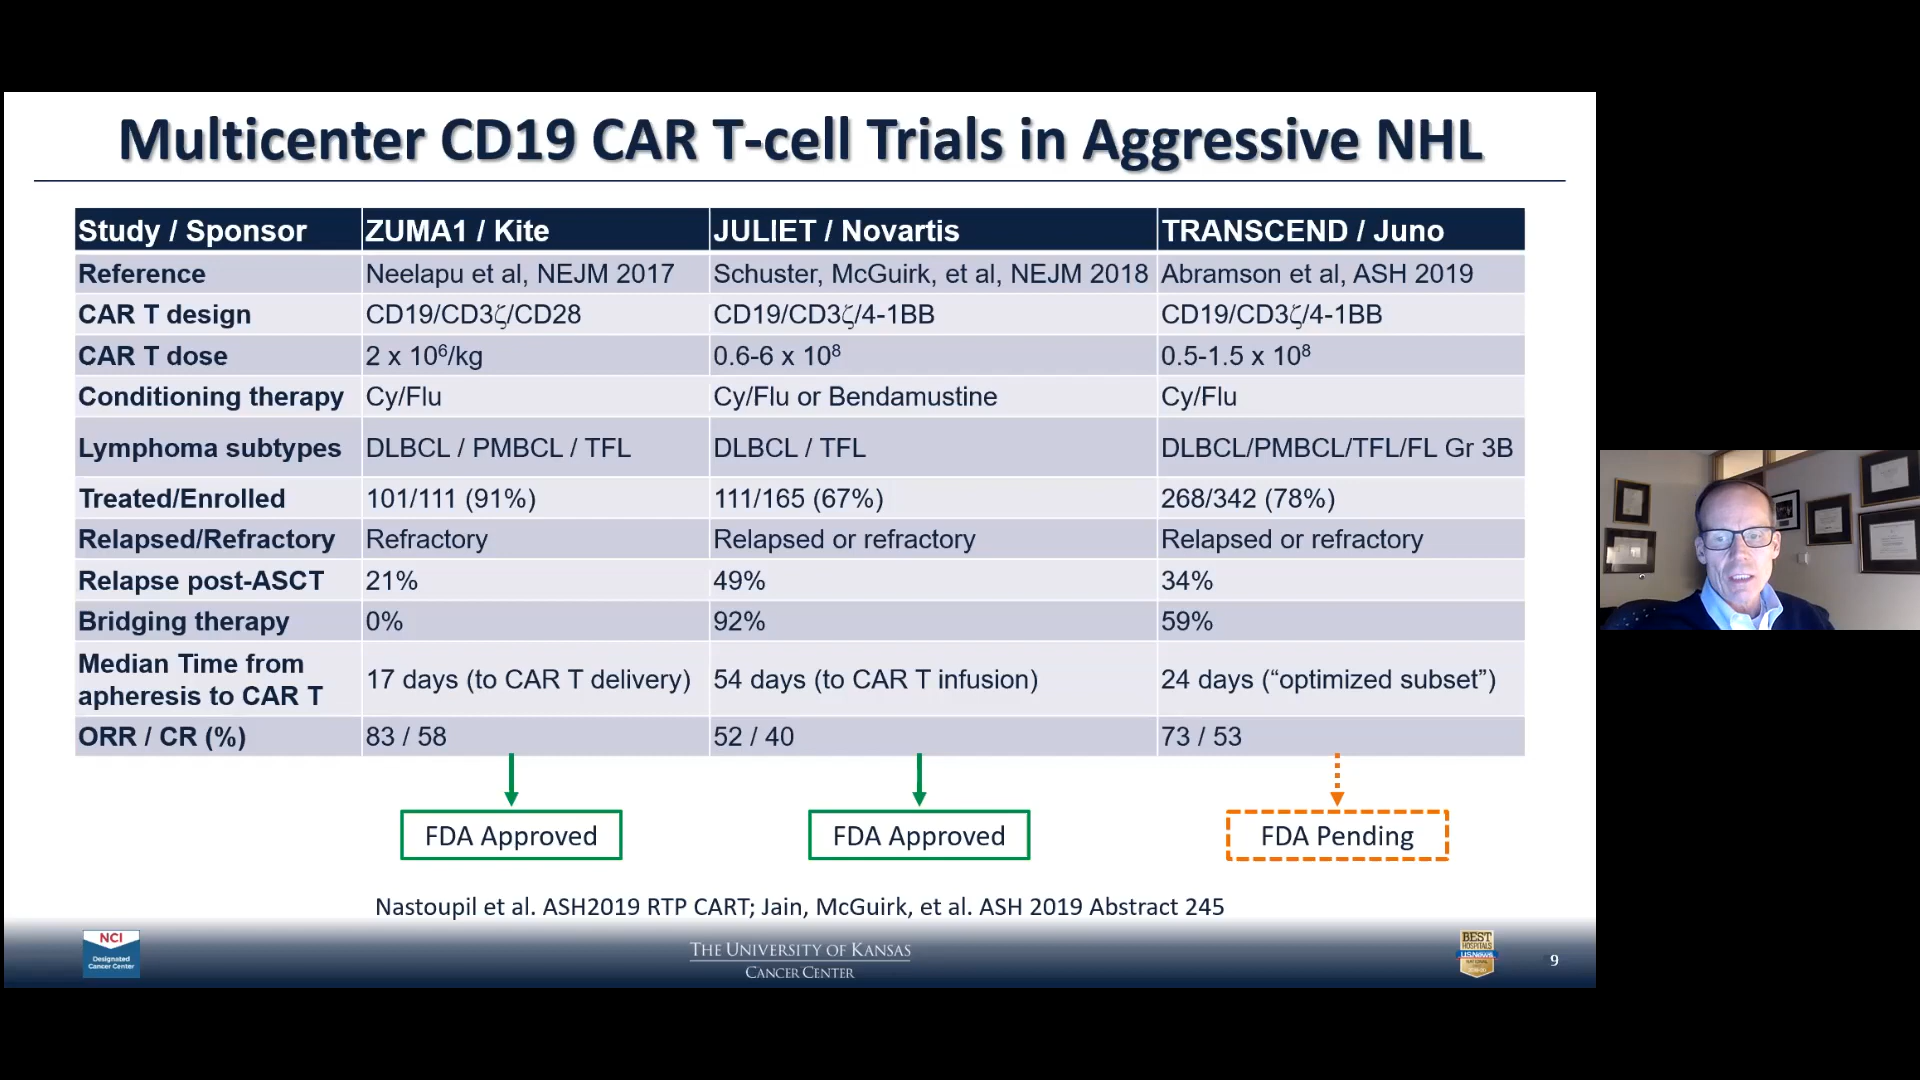 Multicenter CD19 CAR T-cell Trials in Aggressive NHL
Study / Sponsor ZUMA1 / Kite JULIET / Novartis TRANSCEND / Juno
Reference Neelapu et al, NEJM 2017 Schuster, McGuirk, et al, NEJM 2018 Abramson et al, ASH 2019
CAR T design CD19/CD3ζ/CD28 CD19/CD3ζ/4-1BB CD19/CD3ζ/4-1BB
CAR T dose 2 x 10⁶/kg 0.6-6 x 10⁸ 0.5-1.5 x 10⁸
Conditioning therapy Cy/Flu Cy/Flu or Bendamustine Cy/Flu
Lymphoma subtypes DLBCL / PMBCL / TFL DLBCL / TFL DLBCL/PMBCL/TFL/FL Gr 3B
Treated/Enrolled 101/111 (91%) 111/165 (67%) 268/342 (78%)
Relapsed/Refractory Refractory Relapsed or refractory Relapsed or refractory
Relapse post-ASCT 21% 49% 34%
Bridging therapy 0% 92% 59%
Median Time from
apheresis to CAR T 17 days (to CAR T delivery) 54 days (to CAR T infusion) 24 days (“optimized subset”)
ORR / CR (%) 83 / 58 52 / 40 73 / 53
FDA Approved FDA Approved FDA Pending
Nastoupil et al. ASH2019 RTP CART; Jain, McGuirk, et al. ASH 2019 Abstract 245
NCI
Designated
Cancer Center
THE UNIVERSITY OF KANSAS
CANCER CENTER
BEST
HOSPITALS
USNews
9